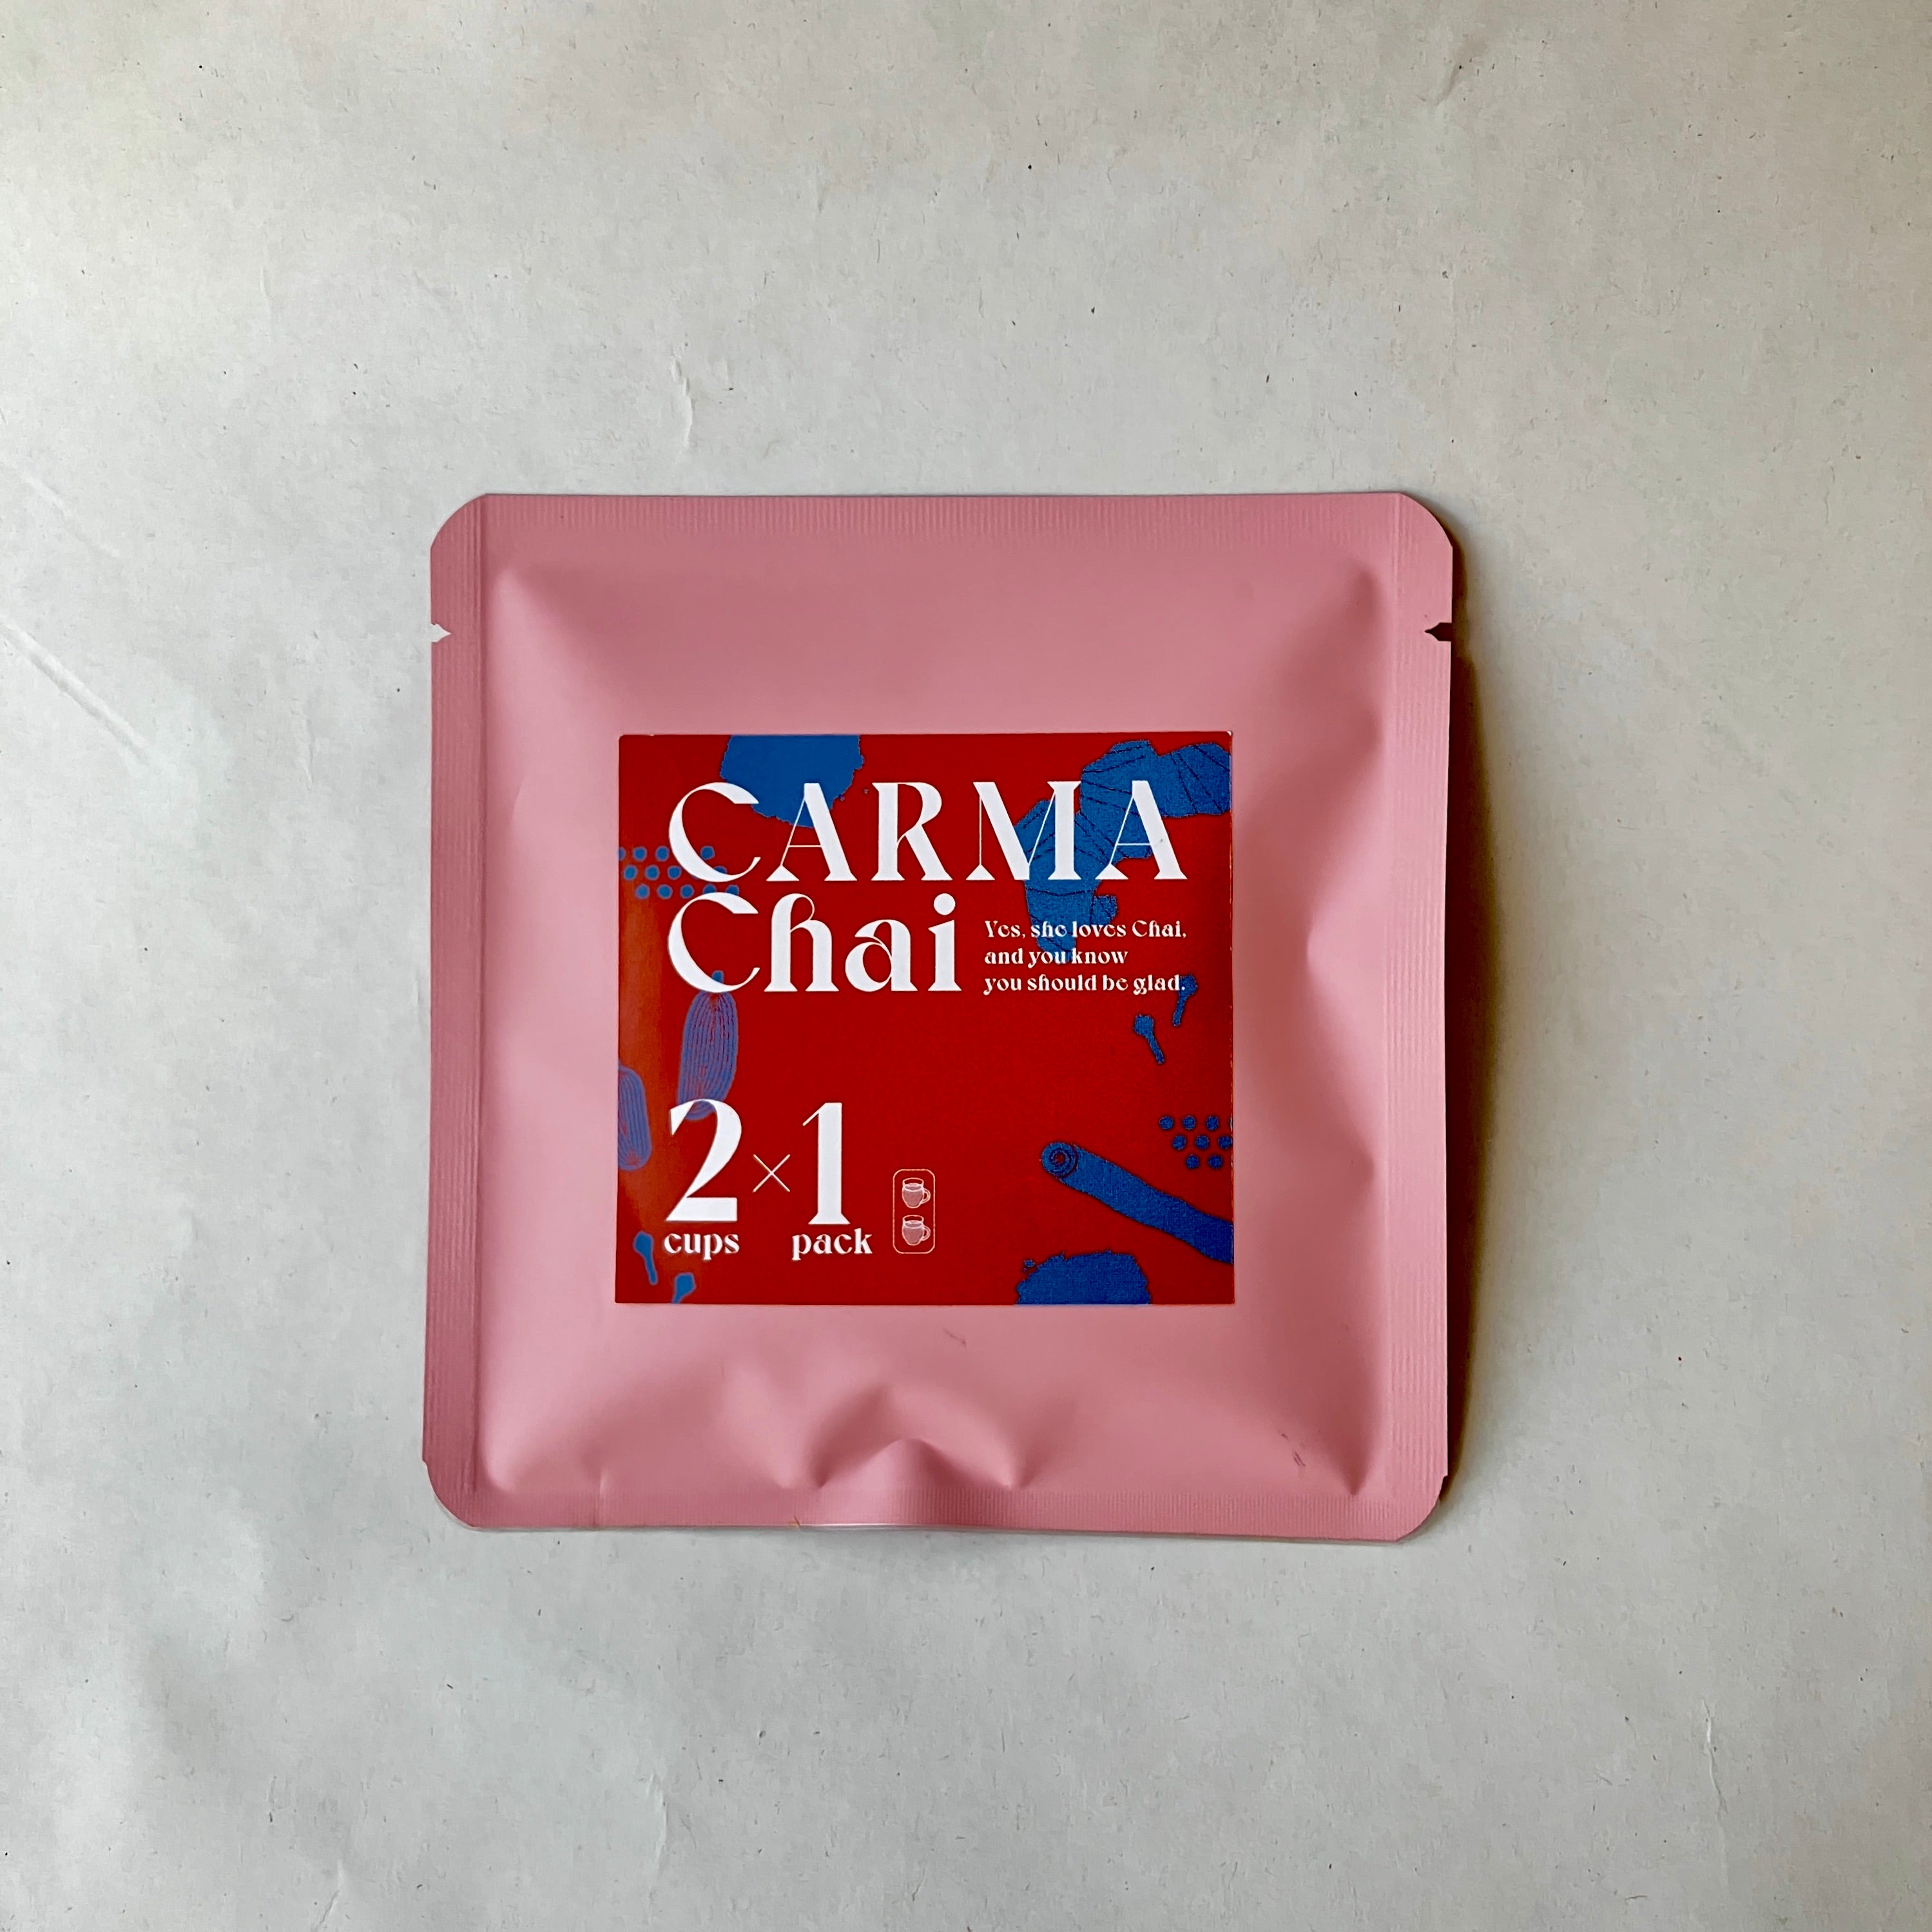 CARMA
Chai
Yes, she loves Chai,
and you know
you should be glad.
2×1
cups pack